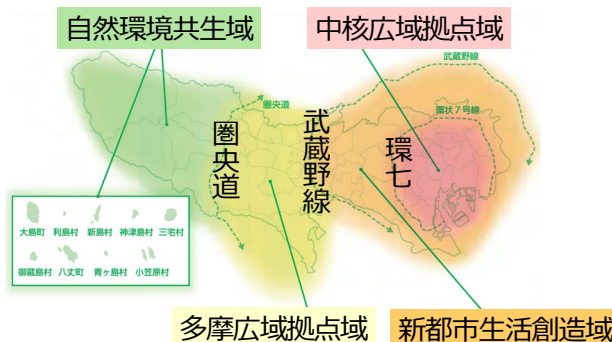 自然環境共生域
中核広域拠点域
武蔵野線
圏央道
環状7号線
圏央道
武蔵野線
環七
大島町 利島村 新島村 神津島村 三宅村
御蔵島村 八丈町 青ヶ島村 小笠原村
多摩広域拠点域
新都市生活創造域